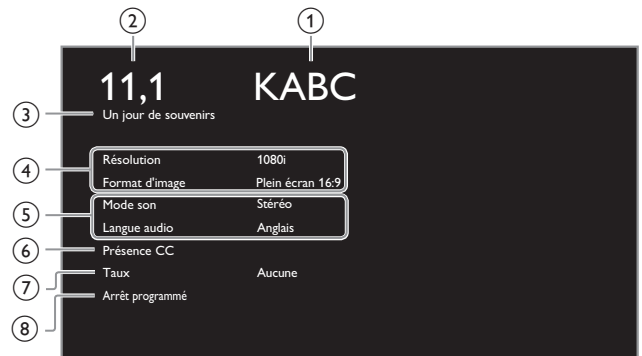 2 1
11,1 KABC
3 Un jour de souvenirs
4 Résolution 1080i
Format d'image Plein écran 16:9
5 Mode son Stéréo
Langue audio Anglais
6 Présence CC
7 Taux Aucune
8 Arrêt programmé